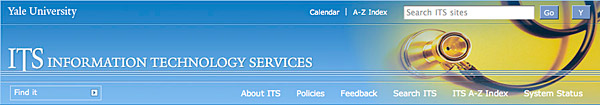 Yale University
Calendar | A-Z Index
Search ITS sites
Go
Y
ITS INFORMATION TECHNOLOGY SERVICES
Find it
About ITS Policies Feedback Search ITS ITS A-Z Index System Status